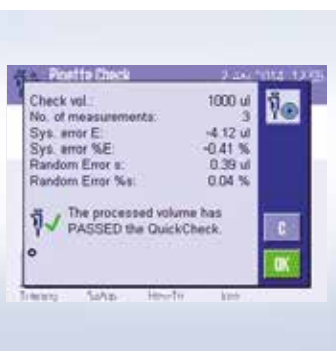 Pipette Check
Check vol.: 1000 ul
No. of measurements: 3
Sys. error E: -4.12 ul
Sys. error %E: -0.41 %
Random Error s: 0.39 ul
Random Error %s: 0.04 %
The processed volume has
PASSED the QuickCheck.
C
OK